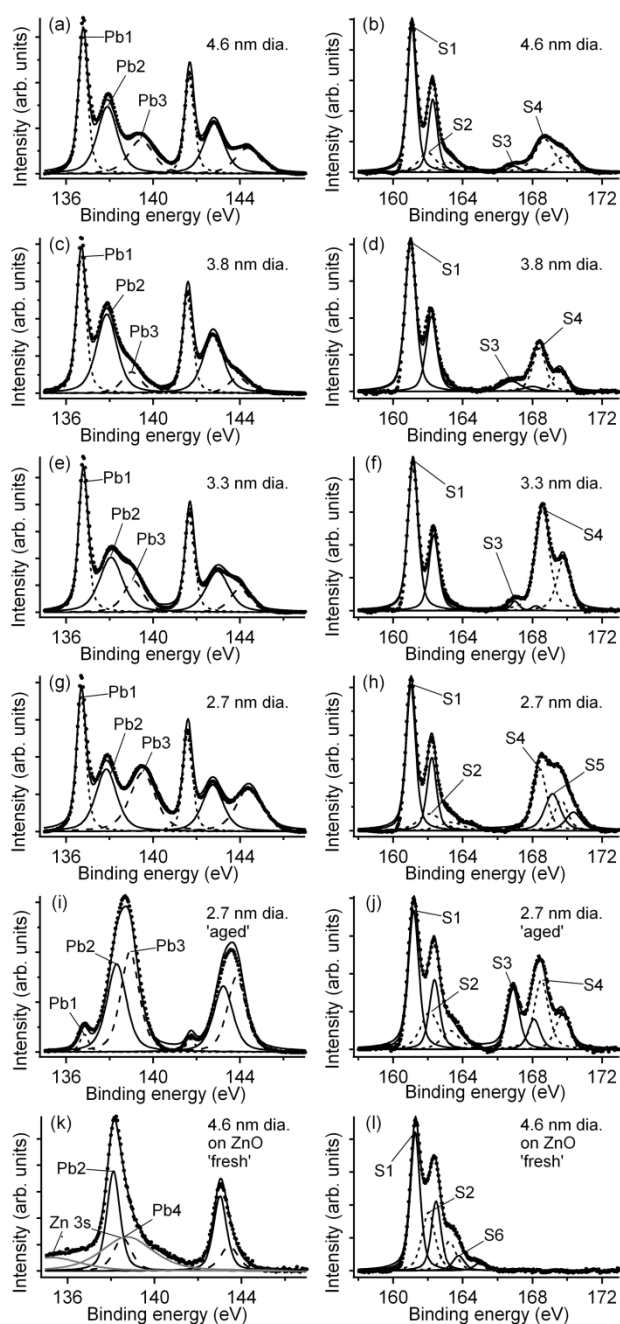 (a)
4.6 nm dia.
Pb1
Pb2
Pb3
Intensity (arb. units)
136 140 144
Binding energy (eV)
(b)
4.6 nm dia.
S1
S2
S3
S4
Intensity (arb. units)
160 164 168 172
Binding energy (eV)
(c)
3.8 nm dia.
Pb1
Pb2
Pb3
Intensity (arb. units)
136 140 144
Binding energy (eV)
(d)
3.8 nm dia.
S1
S3
S4
Intensity (arb. units)
160 164 168 172
Binding energy (eV)
(e)
3.3 nm dia.
Pb1
Pb2
Pb3
Intensity (arb. units)
136 140 144
Binding energy (eV)
(f)
3.3 nm dia.
S1
S3
S4
Intensity (arb. units)
160 164 168 172
Binding energy (eV)
(g)
2.7 nm dia.
Pb1
Pb2
Pb3
Intensity (arb. units)
136 140 144
Binding energy (eV)
(h)
2.7 nm dia.
S1
S2
S4
S5
Intensity (arb. units)
160 164 168 172
Binding energy (eV)
(i)
2.7 nm dia.
'aged'
Pb2
Pb3
Pb1
Intensity (arb. units)
136 140 144
Binding energy (eV)
(j)
2.7 nm dia.
'aged'
S1
S2
S3
S4
Intensity (arb. units)
160 164 168 172
Binding energy (eV)
(k)
4.6 nm dia.
on ZnO
'fresh'
Pb2
Pb4
Zn 3s
Intensity (arb. units)
136 140 144
Binding energy (eV)
(l)
4.6 nm dia.
on ZnO
'fresh'
S1
S2
S6
Intensity (arb. units)
160 164 168 172
Binding energy (eV)